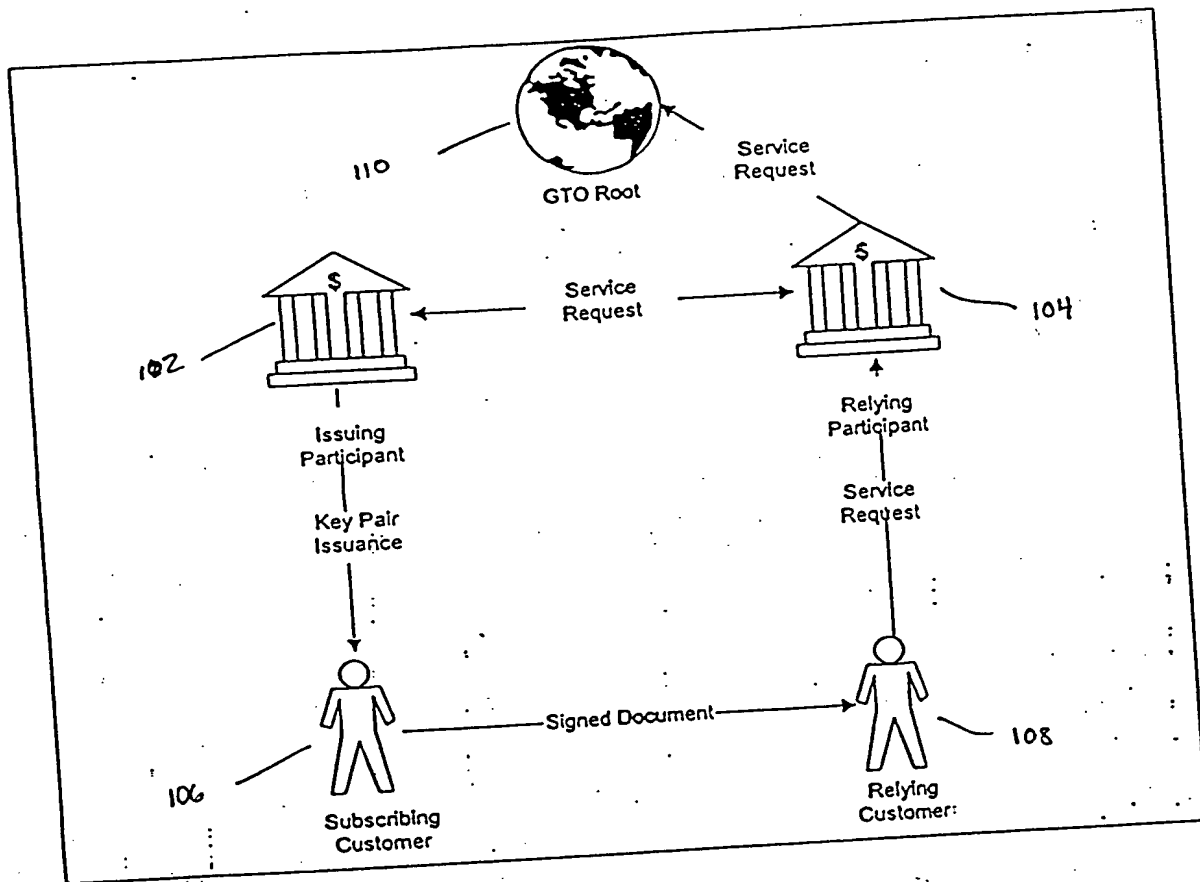 110
GTO Root
Service
Request
$
$
Service
Request
102
104
Issuing
Participant
Relying
Participant
Key Pair
Issuance
Service
Request
Signed Document
106
108
Subscribing
Customer
Relying
Customer